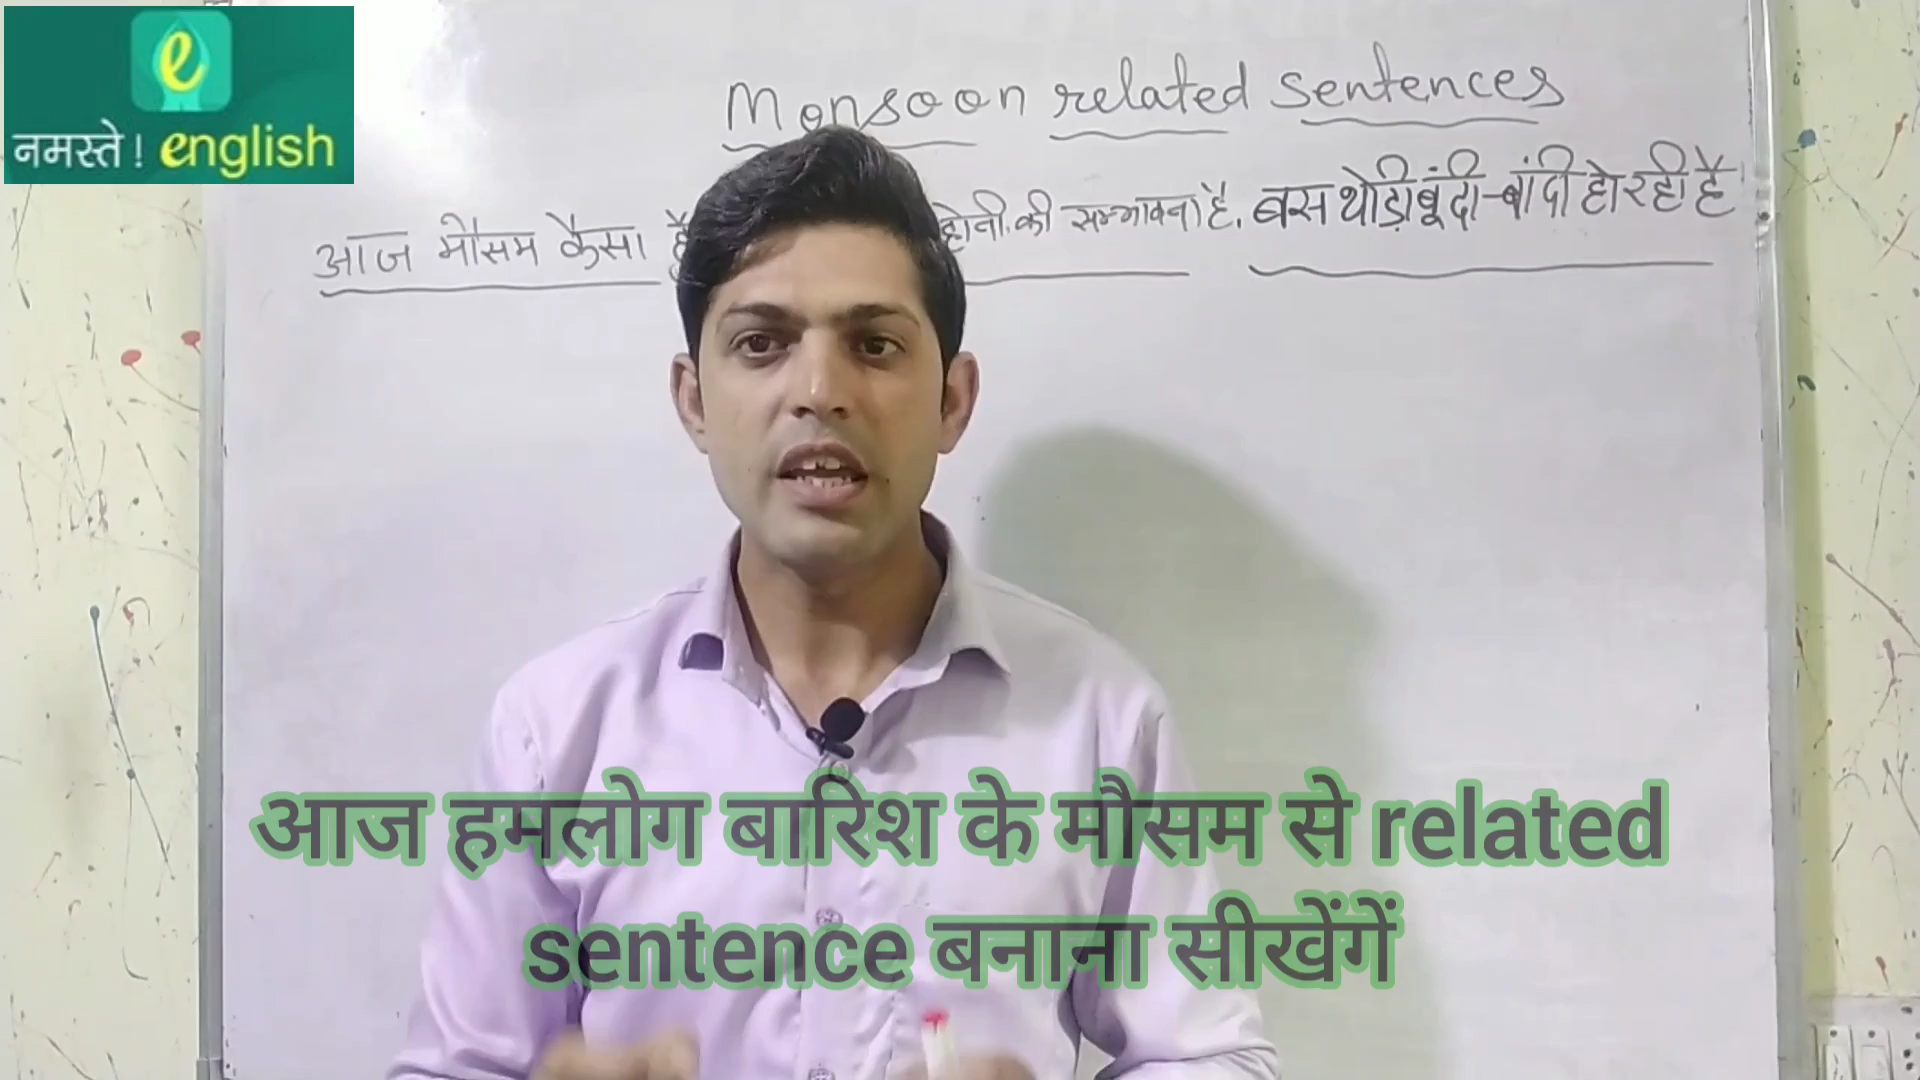 e
नमस्ते ! english
Monsoon related sentences
आज मौसम कैसा है होनी की सम्भावना है. बस थोड़ी बूंदी-बांदी हो रही है
आज हमलोग बारिश के मौसम से related
sentence बनाना सीखेंगें